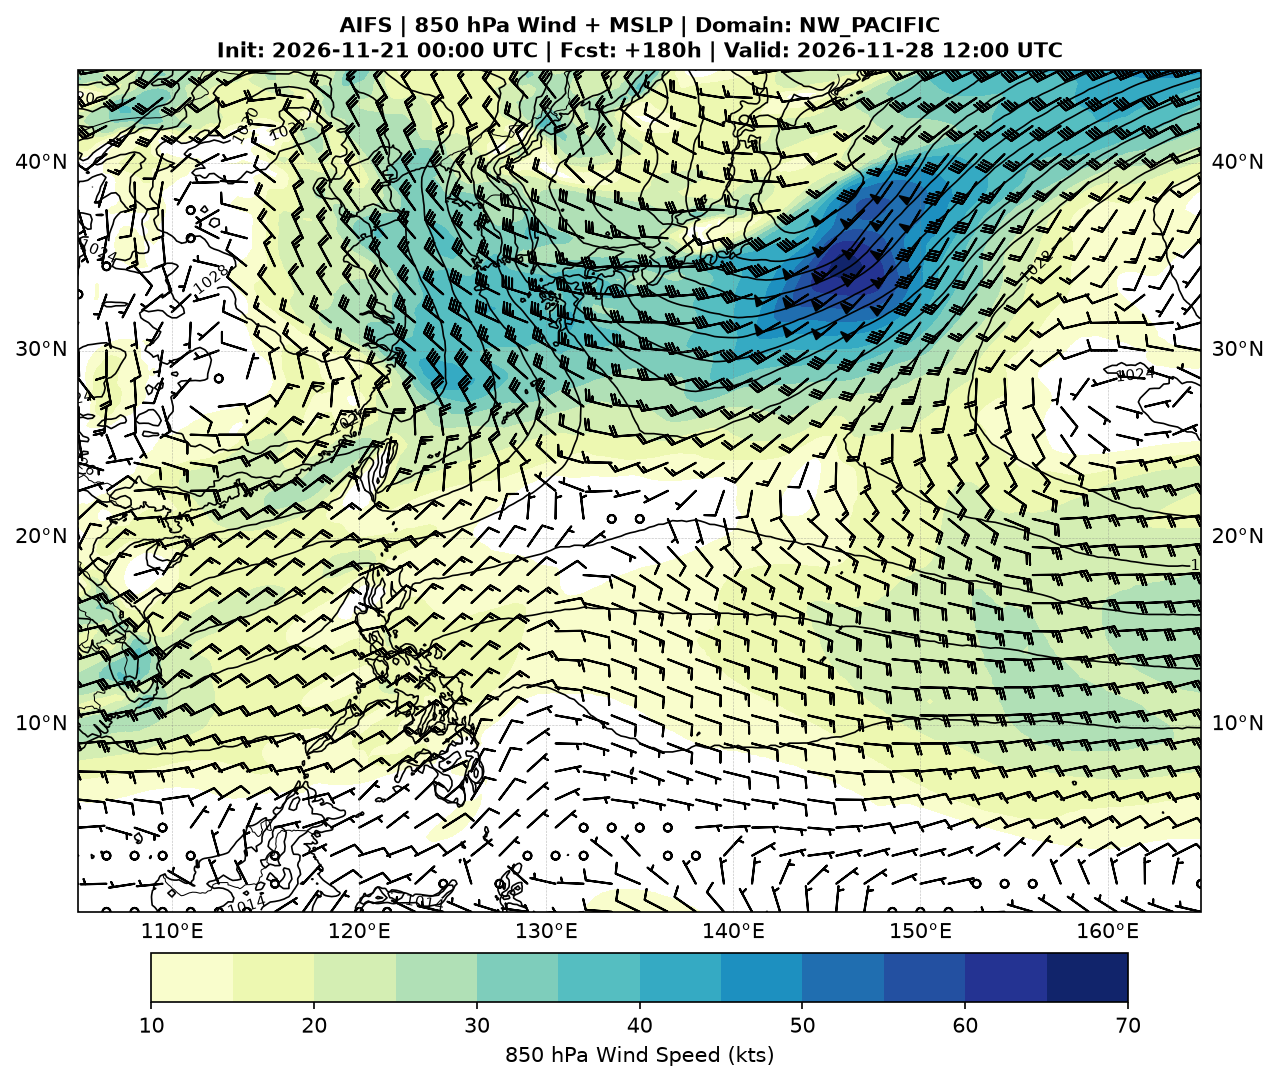 AIFS | 850 hPa Wind + MSLP | Domain: NW_PACIFIC
Init: 2026-11-21 00:00 UTC | Fcst: +180h | Valid: 2026-11-28 12:00 UTC
40°N
40°N
1028
1024
30°N
30°N
20°N
20°N
10°N
10°N
1014
110°E
120°E
130°E
140°E
150°E
160°E
10
20
30
40
50
60
70
850 hPa Wind Speed (kts)